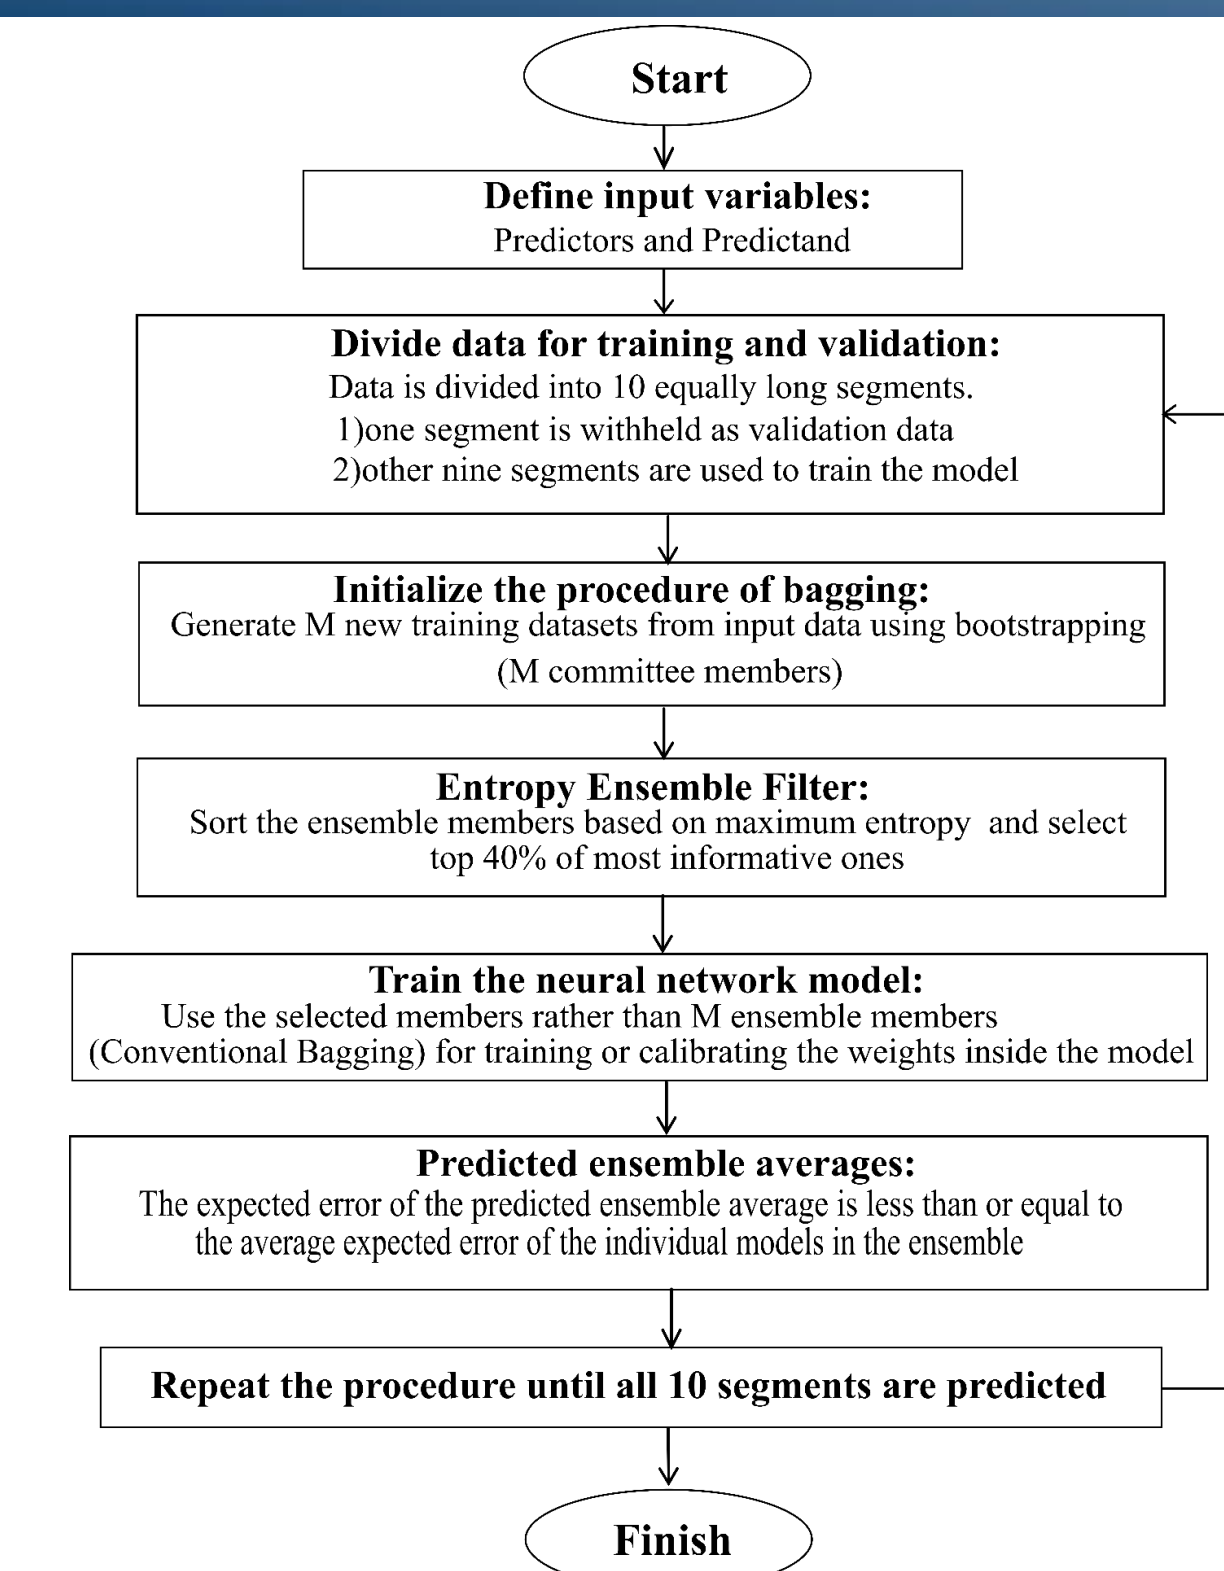 Start
Define input variables:
Predictors and Predictand
Divide data for training and validation:
Data is divided into 10 equally long segments.
1)one segment is withheld as validation data
2)other nine segments are used to train the model
Initialize the procedure of bagging:
Generate M new training datasets from input data using bootstrapping
(M committee members)
Entropy Ensemble Filter:
Sort the ensemble members based on maximum entropy and select
top 40% of most informative ones
Train the neural network model:
Use the selected members rather than M ensemble members
(Conventional Bagging) for training or calibrating the weights inside the model
Predicted ensemble averages:
The expected error of the predicted ensemble average is less than or equal to
the average expected error of the individual models in the ensemble
Repeat the procedure until all 10 segments are predicted
Finish